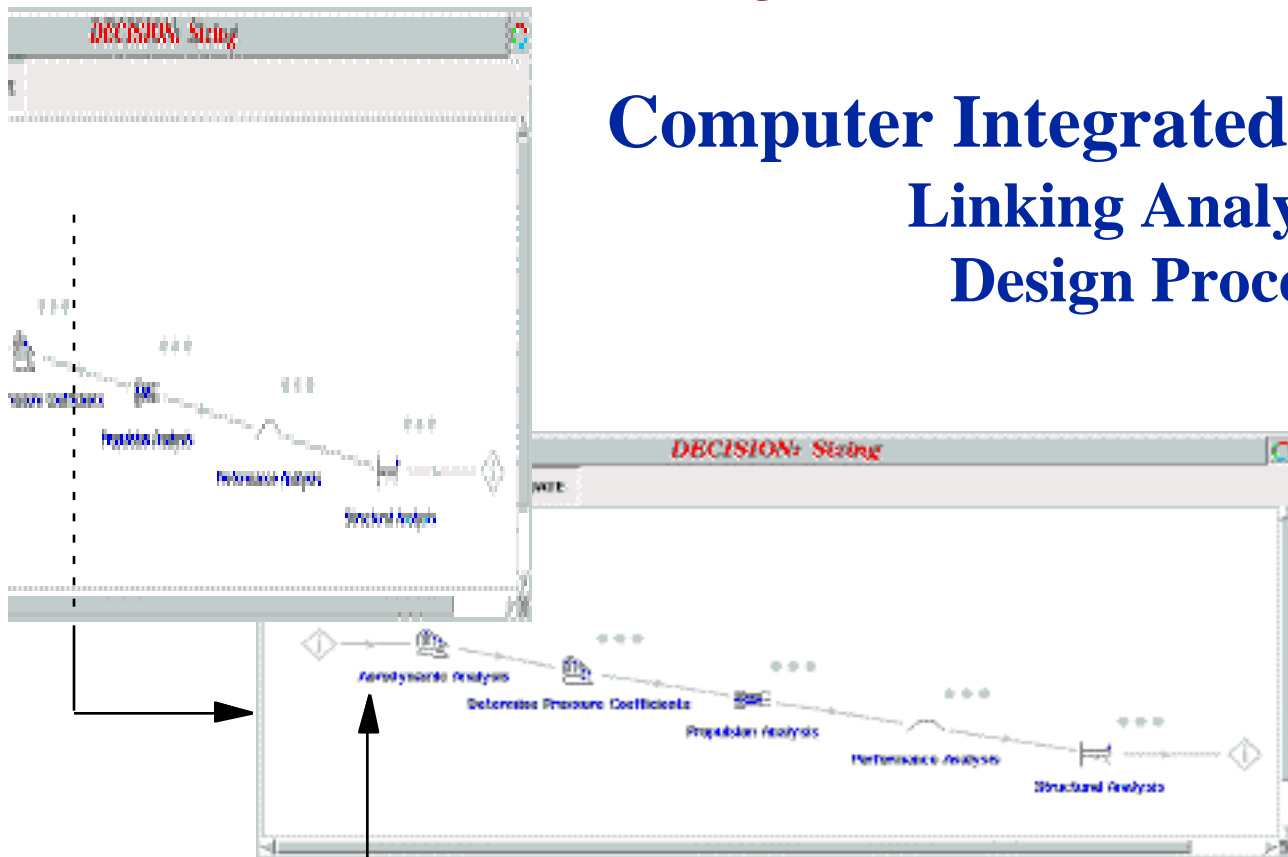 DECISION: Sizing
Computer Integrated
Linking Analy
Design Proce
Propulsion Analysis
Performance Analysis
Structural Analysis
DECISION: Sizing
Aerodynamic Analysis
Determine Pressure Coefficients
Propulsion Analysis
Performance Analysis
Structural Analysis